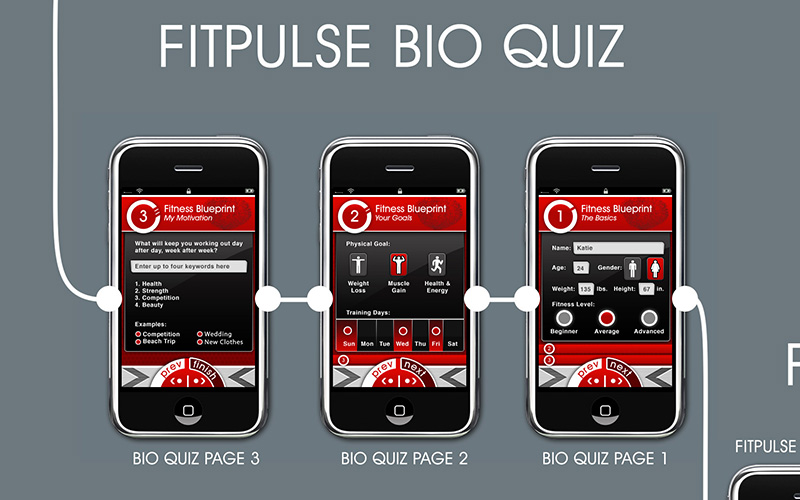 FITPULSE BIO QUIZ
3
Fitness Blueprint
My Motivation
What will keep you working out day
after day, week after week?
Enter up to four keywords here
1. Health
2. Strength
3. Competition
4. Beauty
Examples:
Competition Wedding
Beach Trip New Clothes
prev finish
BIO QUIZ PAGE 3
2
Fitness Blueprint
Your Goals
Physical Goal:
Weight Loss
Muscle Gain
Health & Energy
Training Days:
Sun Mon Tue Wed Thu Fri Sat
3
prev next
BIO QUIZ PAGE 2
1
Fitness Blueprint
The Basics
Name: Katie
Age: 24 Gender:
Weight: 135 lbs. Height: 67 in.
Fitness Level:
Beginner Average Advanced
2
3
prev next
BIO QUIZ PAGE 1
F
FITPULSE